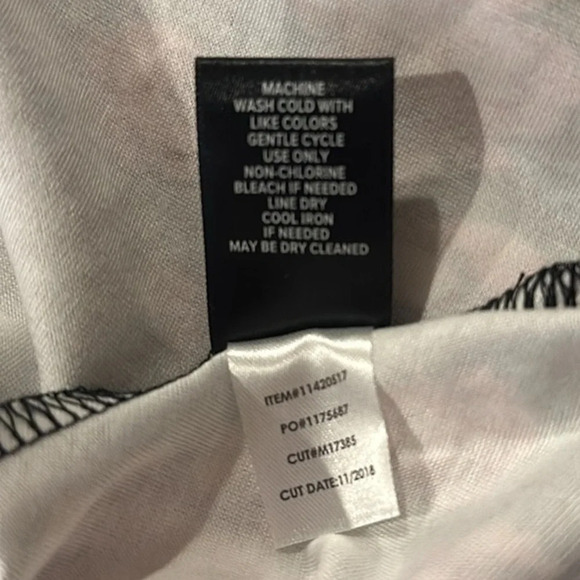 MACHINE
WASH COLD WITH
LIKE COLORS
GENTLE CYCLE
USE ONLY
NON-CHLORINE
BLEACH IF NEEDED
LINE DRY
COOL IRON
IF NEEDED
MAY BE DRY CLEANED
ITEM#11420517
PO#1175687
CUT#M17385
CUT DATE:11/2018